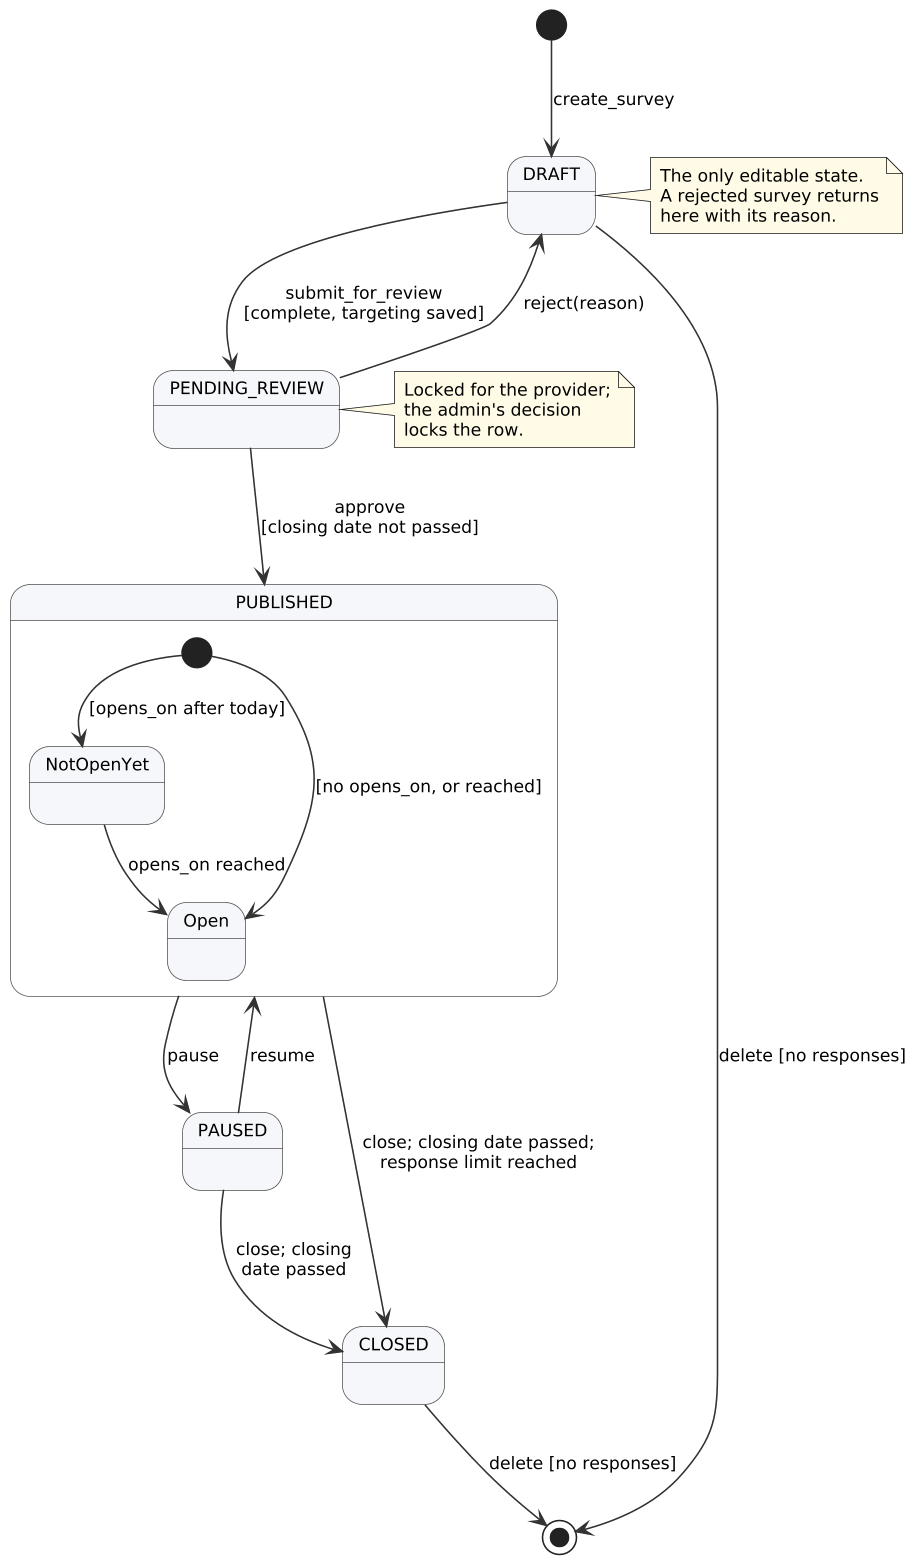 create_survey
DRAFT
The only editable state.
A rejected survey returns
here with its reason.
submit_for_review
[complete, targeting saved]
reject(reason)
PENDING_REVIEW
Locked for the provider;
the admin's decision
locks the row.
approve
[closing date not passed]
PUBLISHED
[opens_on after today]
NotOpenYet
[no opens_on, or reached]
opens_on reached
Open
pause
resume
delete [no responses]
PAUSED
close; closing date passed;
response limit reached
close; closing
date passed
CLOSED
delete [no responses]